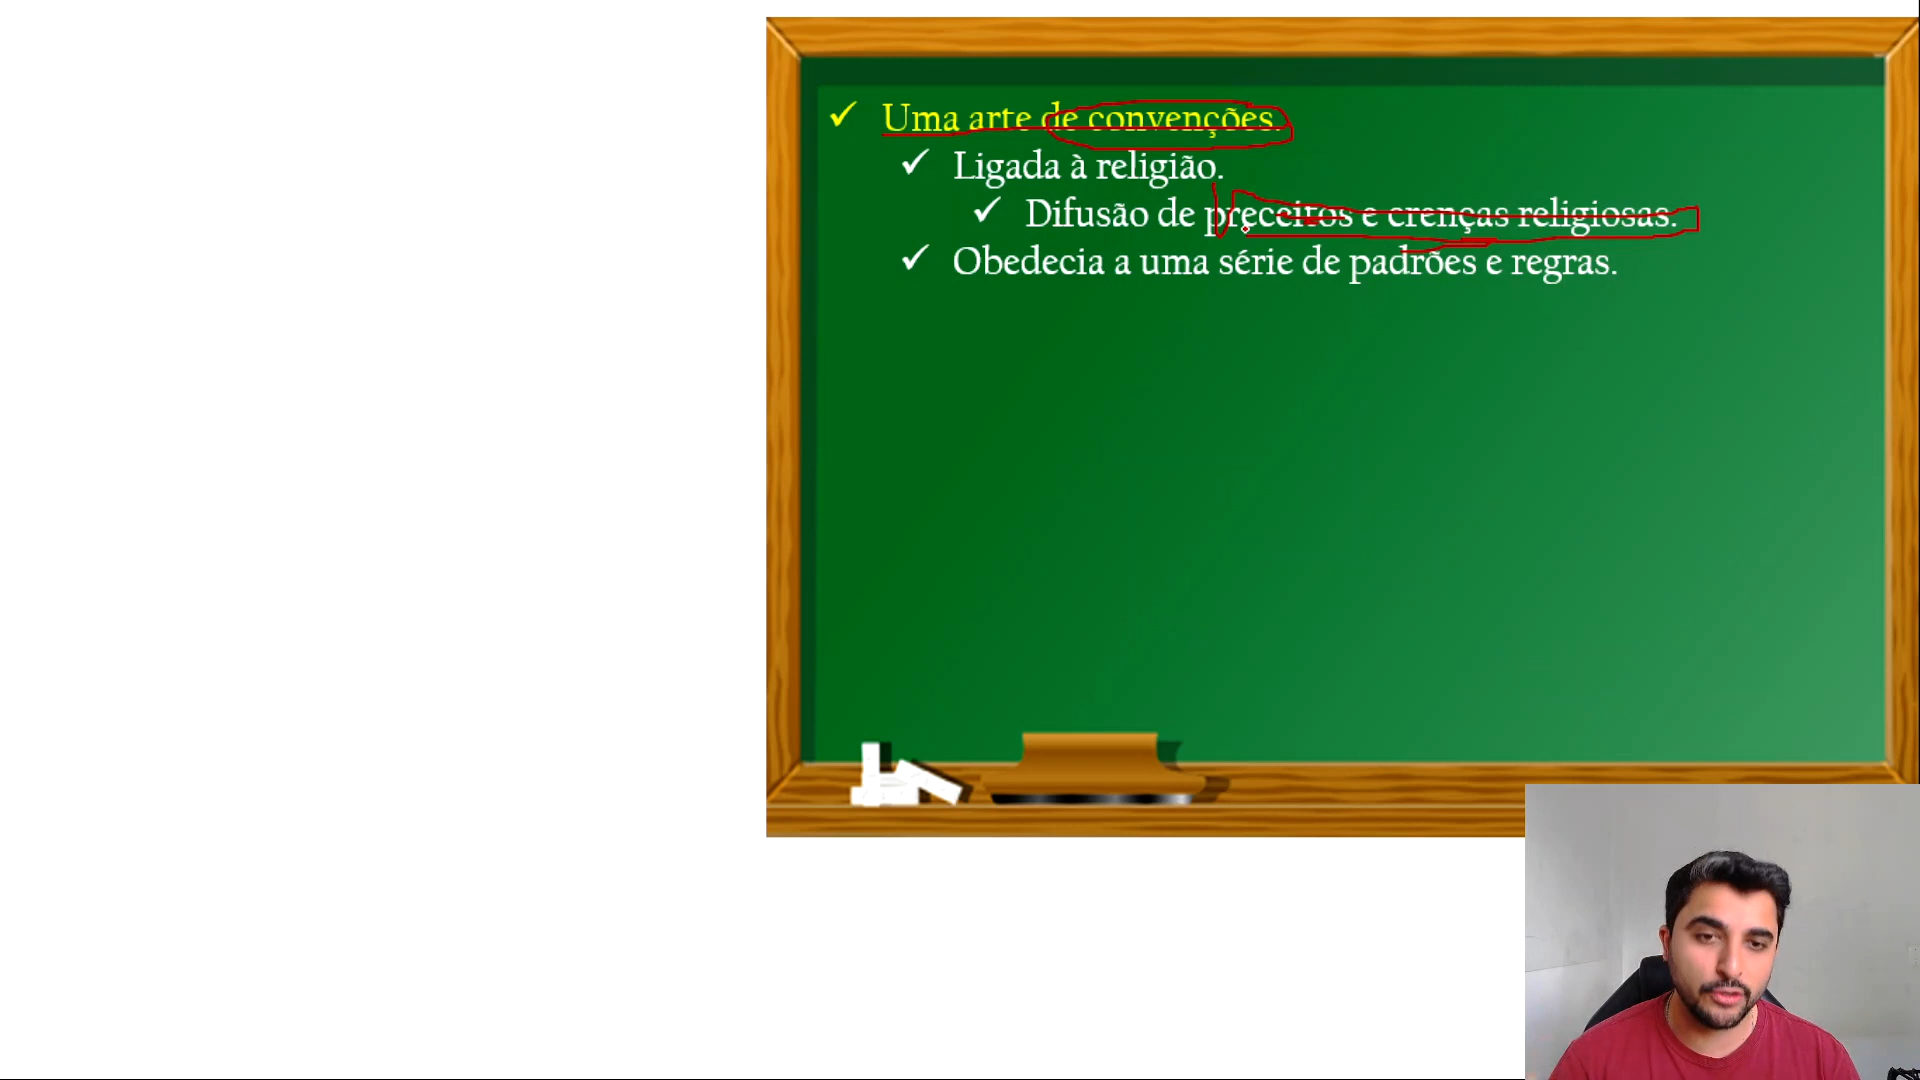 Uma arte de convenções.
Ligada à religião.
Difusão de preceitos e crenças religiosas.
Obedecia a uma série de padrões e regras.